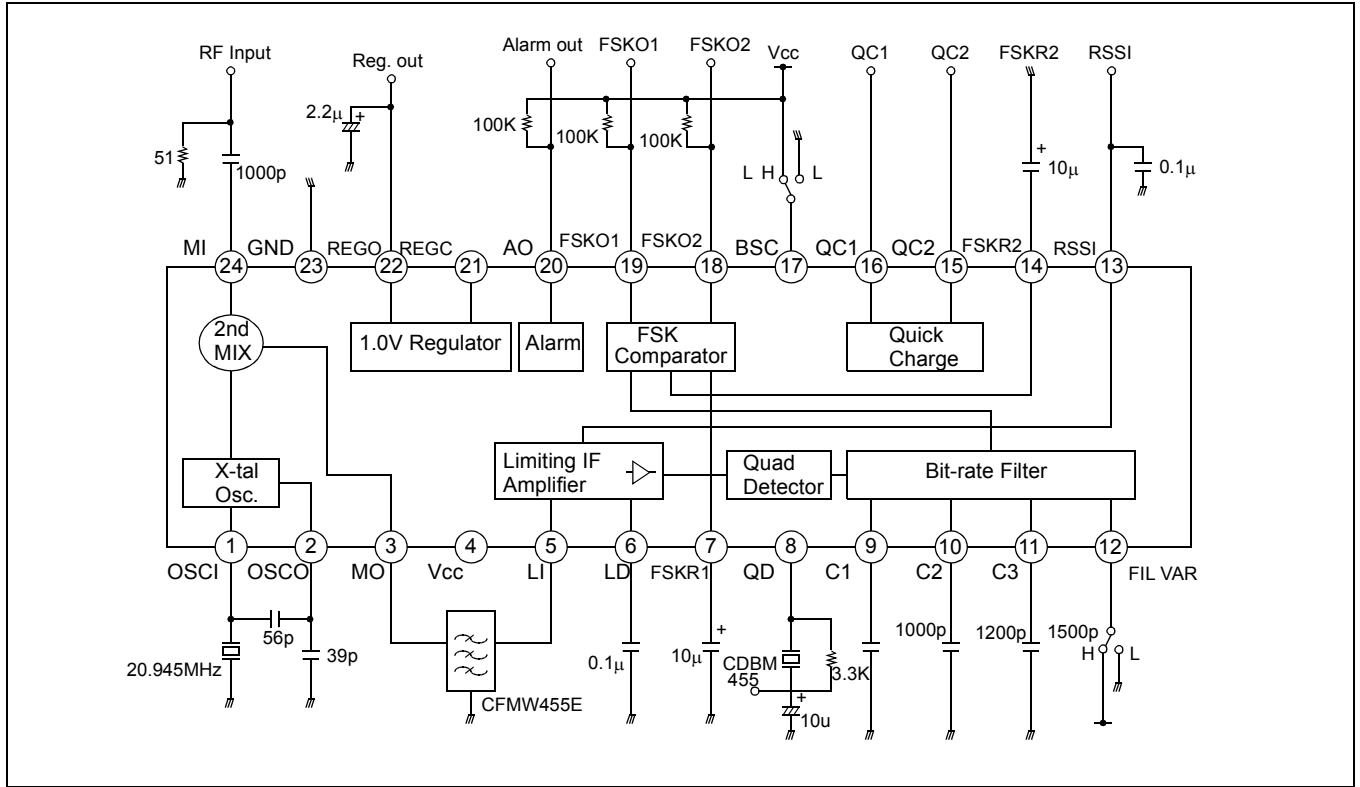 RF Input
Reg. out
Alarm out
FSKO1
FSKO2
Vcc
QC1
QC2
FSKR2
RSSI
2.2μ
+
51
1000p
100K
100K
100K
L H
L
+
10μ
0.1μ
MI
GND
REGO
REGC
AO
FSKO1
FSKO2
BSC
QC1
QC2
FSKR2
RSSI
24
23
22
21
20
19
18
17
16
15
14
13
2nd
MIX
1.0V Regulator
Alarm
FSK
Comparator
Quick
Charge
X-tal
Osc.
Limiting IF
Amplifier
Quad
Detector
Bit-rate Filter
1
2
3
4
5
6
7
8
9
10
11
12
OSCI
OSCO
MO
Vcc
LI
LD
FSKR1
QD
C1
C2
C3
FIL VAR
56p
39p
20.945MHz
CFMW455E
0.1μ
+
10μ
CDBM
455
3.3K
+
10u
1000p
1200p
1500p
H
L